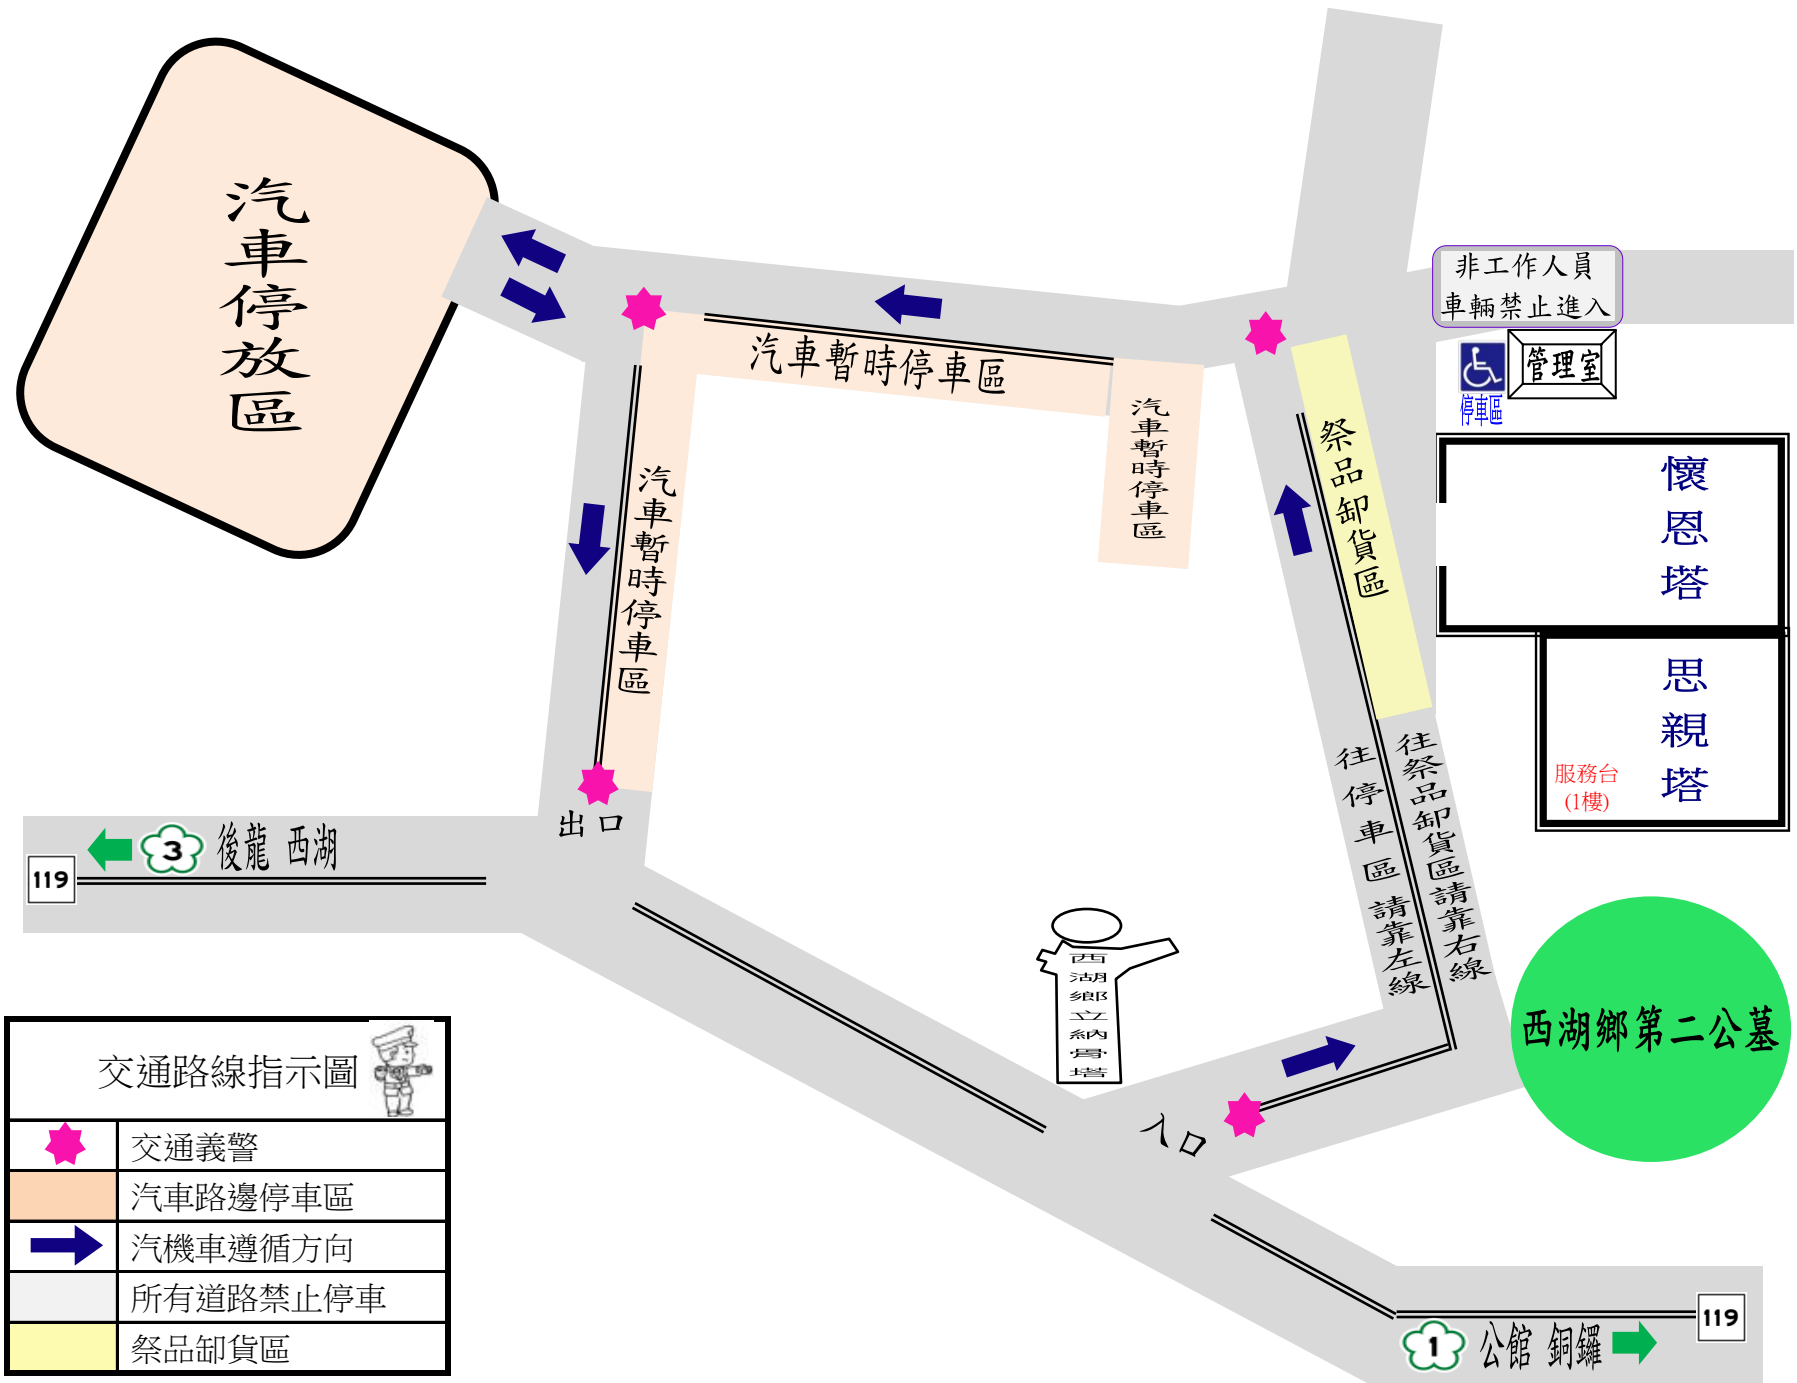 汽車停放區
非工作人員
車輛禁止進入
管理室
停車區
汽車暫時停車區
汽車暫時停車區
汽車暫時停車區
祭品卸貨區
懷恩塔
思親塔
服務台
(1樓)
往停車區請靠左線
往祭品卸貨區請靠右線
出口
3 後龍 西湖
119
西湖鄉立納骨塔
西湖鄉第二公墓
入口
交通路線指示圖
交通義警
汽車路邊停車區
汽機車遵循方向
所有道路禁止停車
祭品卸貨區
119
1 公館 銅鑼